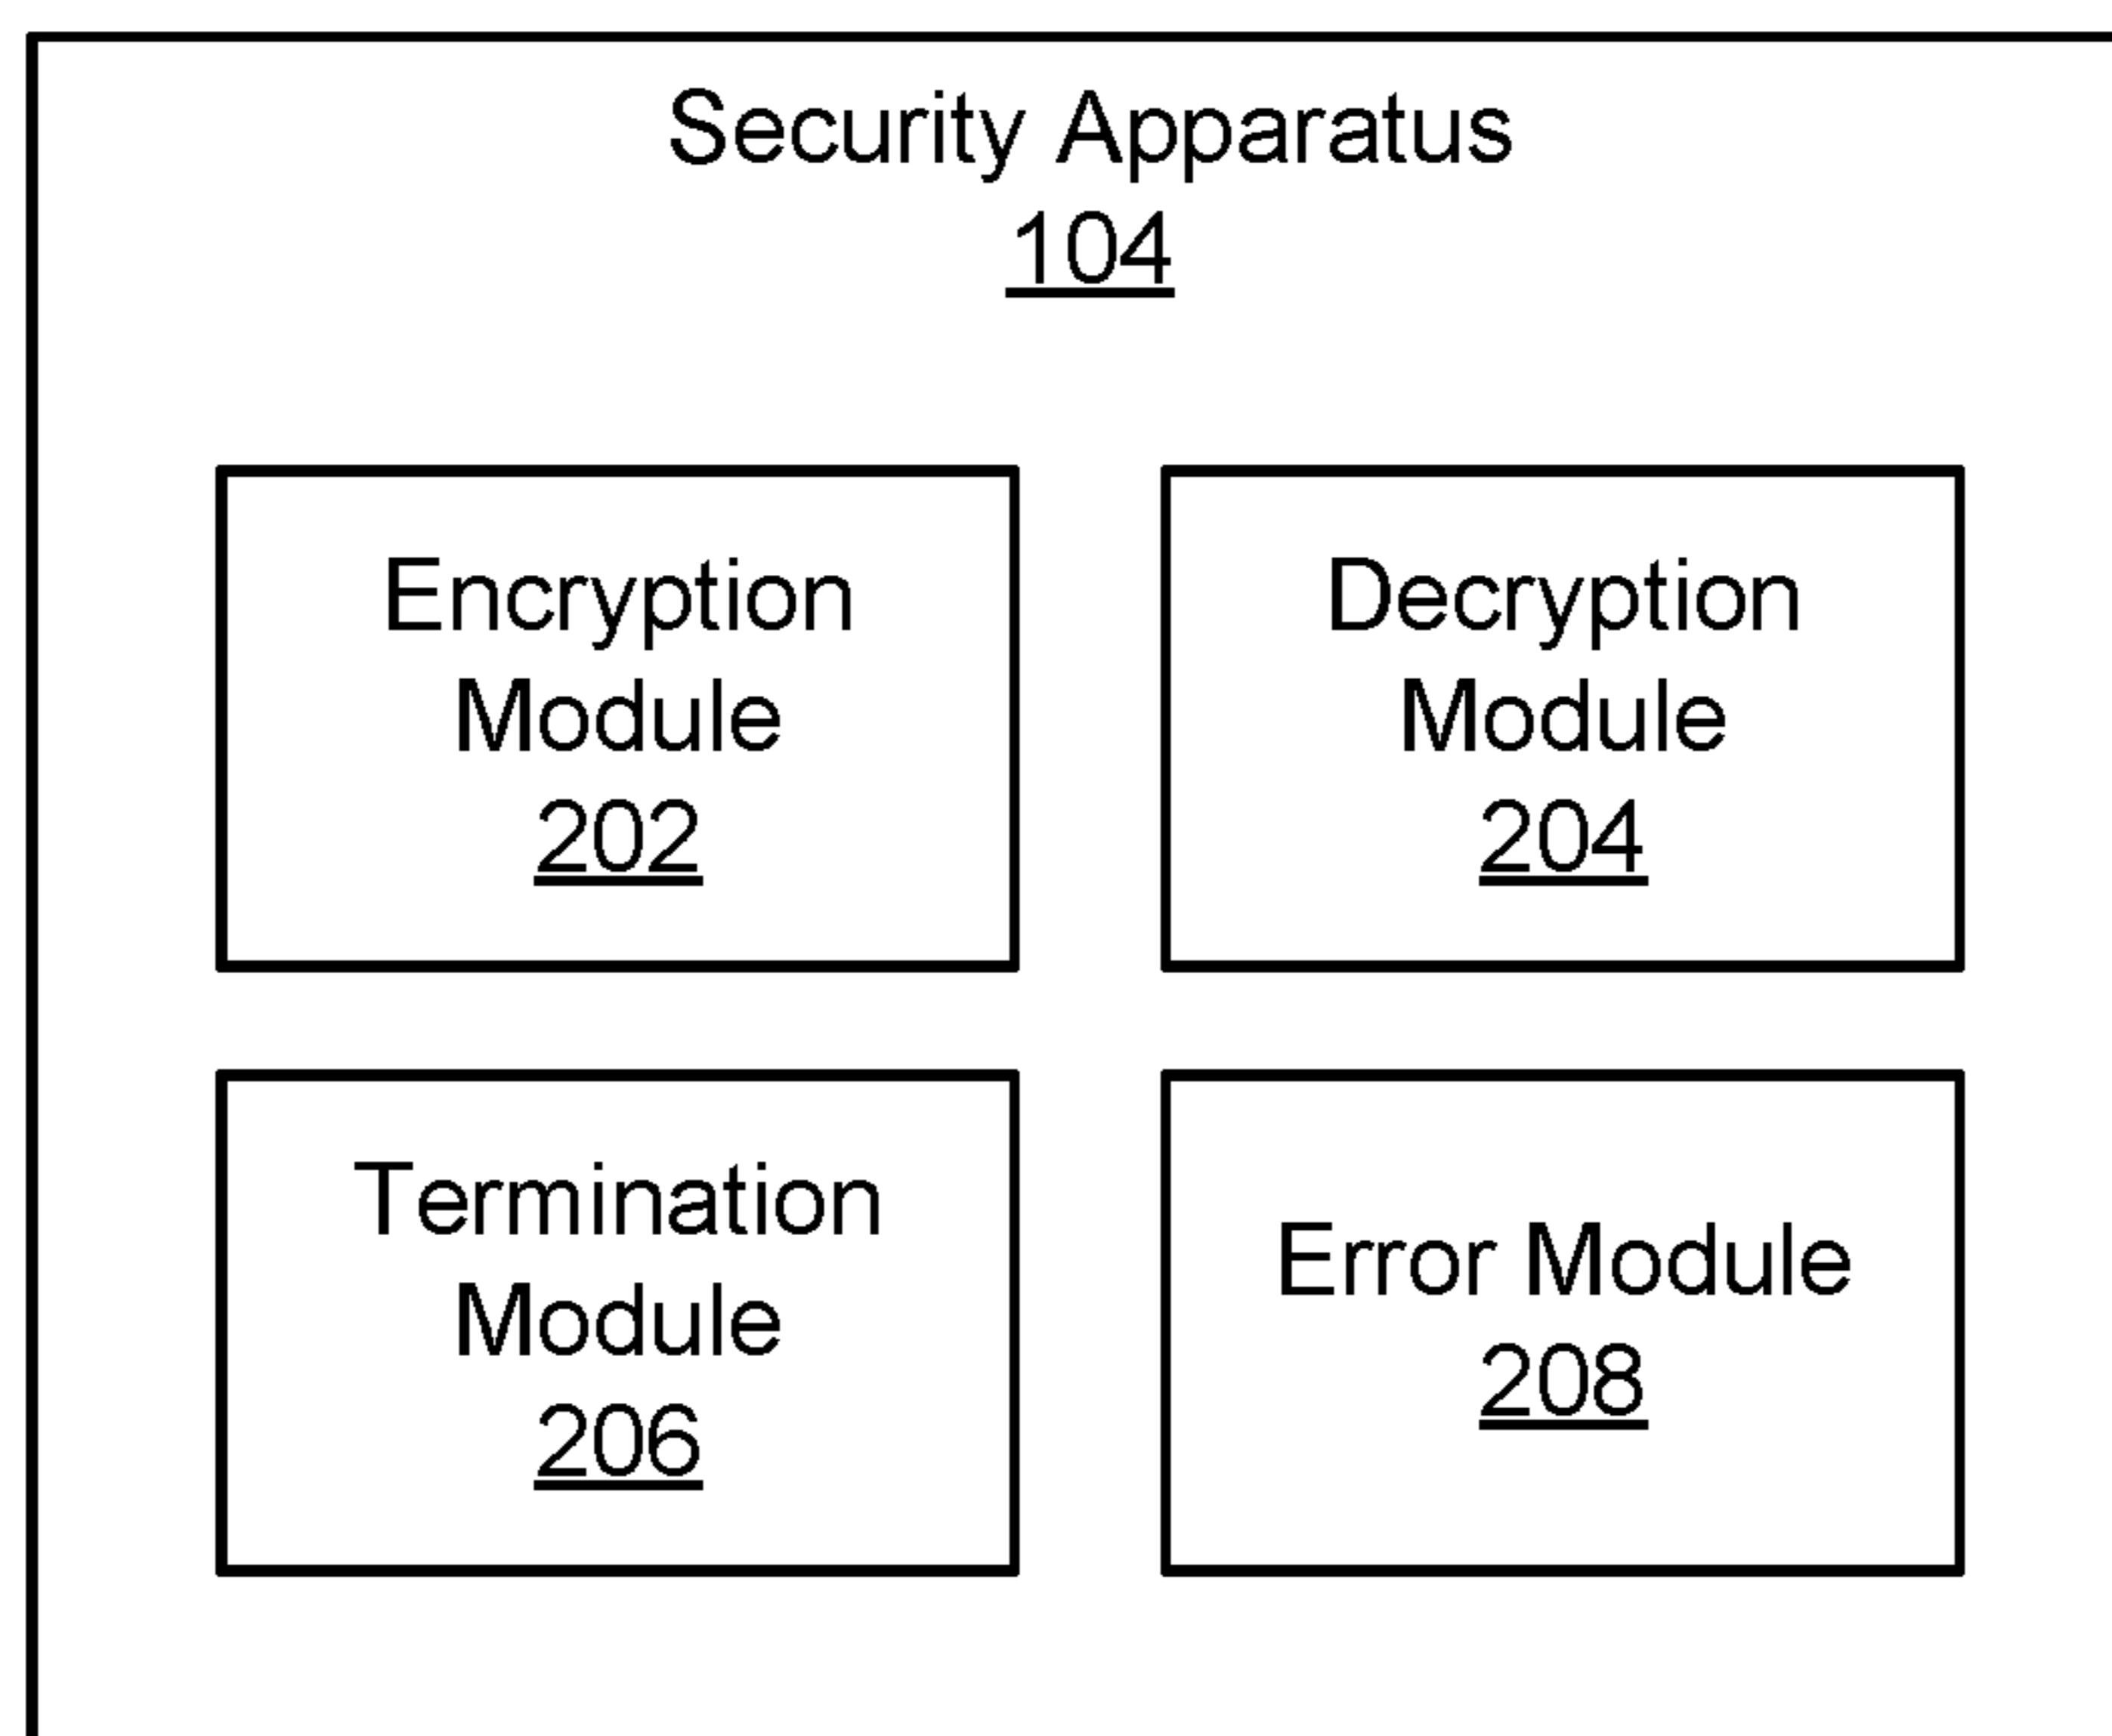 Security Apparatus
104
Encryption
Module
202
Decryption
Module
204
Termination
Module
206
Error Module
208